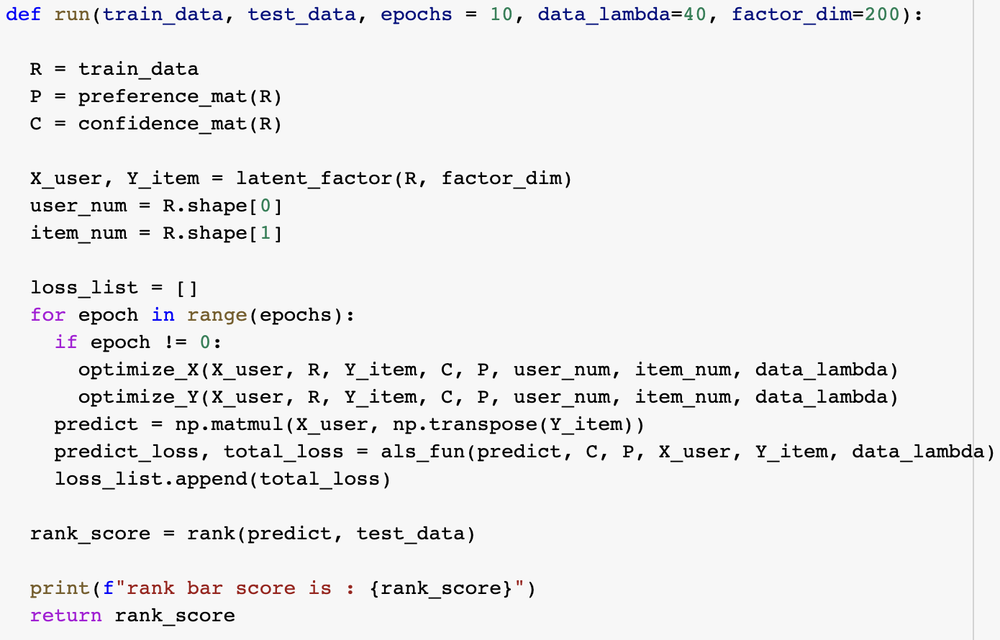 def run(train_data, test_data, epochs = 10, data_lambda=40, factor_dim=200):
R = train_data
P = preference_mat(R)
C = confidence_mat(R)
X_user, Y_item = latent_factor(R, factor_dim)
user_num = R.shape[0]
item_num = R.shape[1]
loss_list = []
for epoch in range(epochs):
if epoch != 0:
optimize_X(X_user, R, Y_item, C, P, user_num, item_num, data_lambda)
optimize_Y(X_user, R, Y_item, C, P, user_num, item_num, data_lambda)
predict = np.matmul(X_user, np.transpose(Y_item))
predict_loss, total_loss = als_fun(predict, C, P, X_user, Y_item, data_lambda)
loss_list.append(total_loss)
rank_score = rank(predict, test_data)
print(f"rank bar score is : {rank_score}")
return rank_score